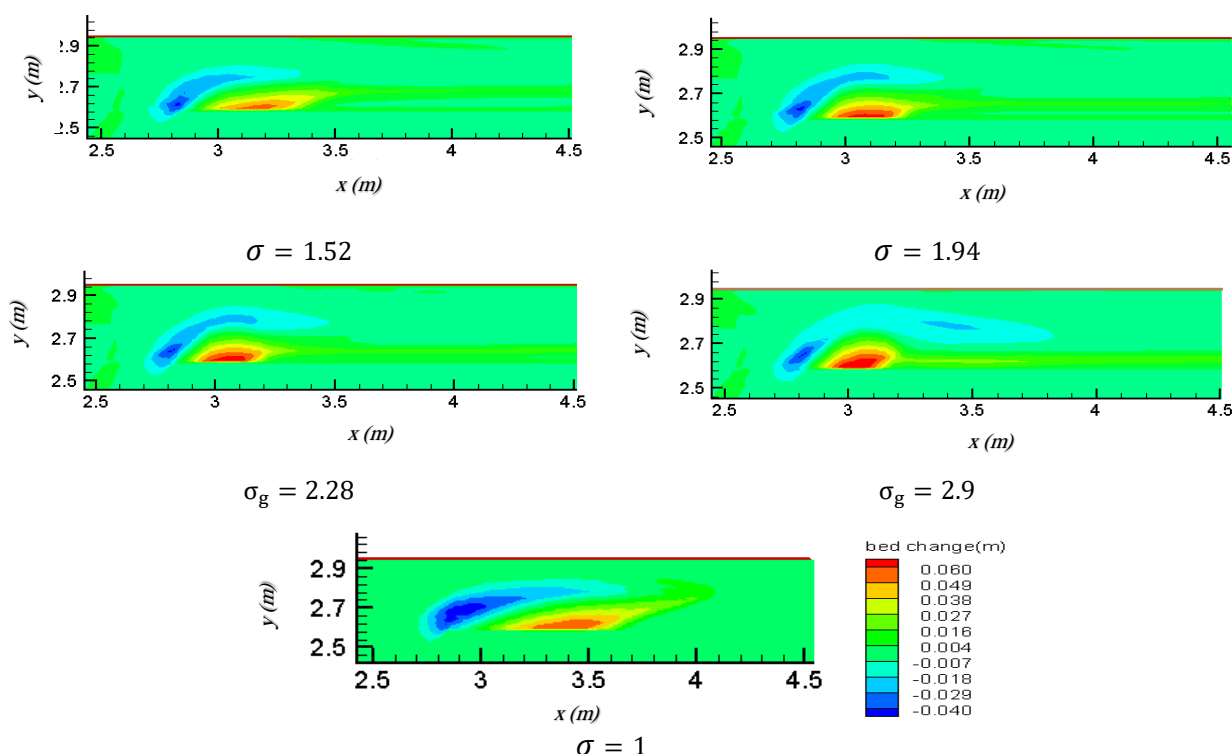 2.9
2.7
2.5
y (m)
2.5 3 3.5 4 4.5
x (m)
σ = 1.52
2.9
2.7
2.5
y (m)
2.5 3 3.5 4 4.5
x (m)
σ = 1.94
2.9
2.7
2.5
y (m)
2.5 3 3.5 4 4.5
x (m)
σg = 2.28
2.9
2.7
2.5
y (m)
2.5 3 3.5 4 4.5
x (m)
σg = 2.9
2.9
2.7
2.5
y (m)
2.5 3 3.5 4 4.5
x (m)
σ = 1
bed change(m)
0.060
0.049
0.038
0.027
0.016
0.004
-0.007
-0.018
-0.029
-0.040